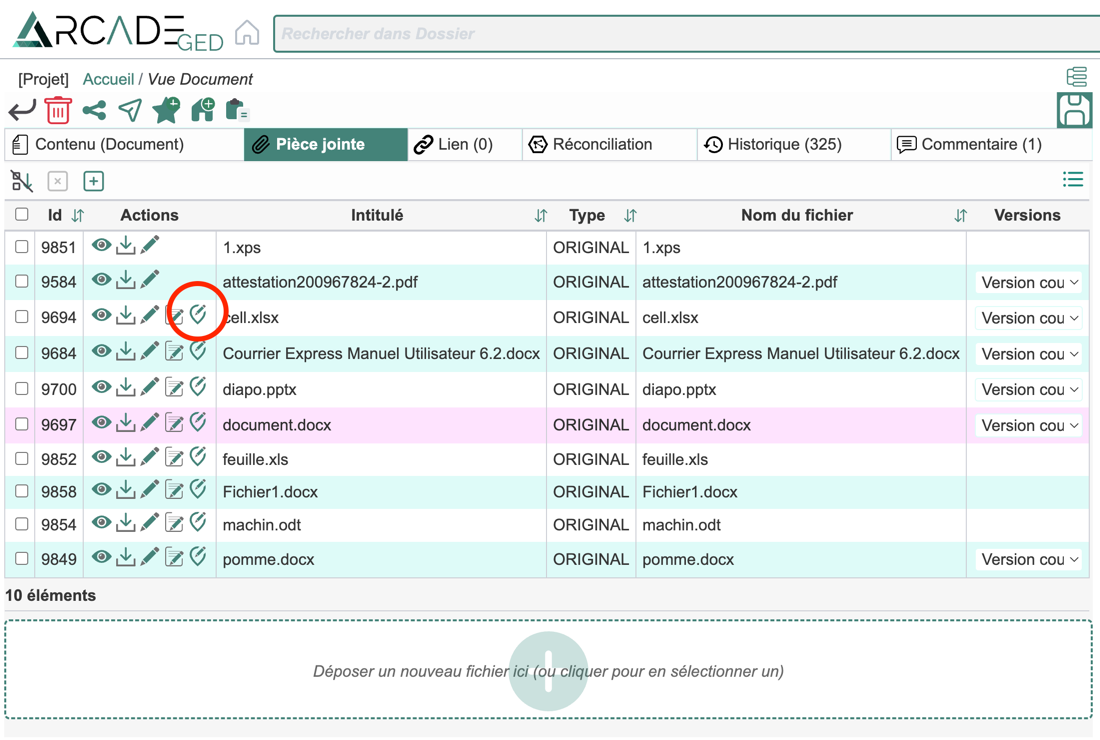 ARCADE GED
Rechercher dans Dossier
[Projet] Accueil / Vue Document
Contenu (Document) Pièce jointe Lien (0) Réconciliation Historique (325) Commentaire (1)
Id Actions Intitulé Type Nom du fichier Versions
9851 1.xps ORIGINAL 1.xps
9584 attestation200967824-2.pdf ORIGINAL attestation200967824-2.pdf Version cou
9694 cell.xlsx ORIGINAL cell.xlsx Version cou
9684 Courrier Express Manuel Utilisateur 6.2.docx ORIGINAL Courrier Express Manuel Utilisateur 6.2.docx Version cou
9700 diapo.pptx ORIGINAL diapo.pptx Version cou
9697 document.docx ORIGINAL document.docx Version cou
9852 feuille.xls ORIGINAL feuille.xls
9858 Fichier1.docx ORIGINAL Fichier1.docx
9854 machin.odt ORIGINAL machin.odt
9849 pomme.docx ORIGINAL pomme.docx Version cou
10 éléments
Déposer un nouveau fichier ici (ou cliquer pour en sélectionner un)